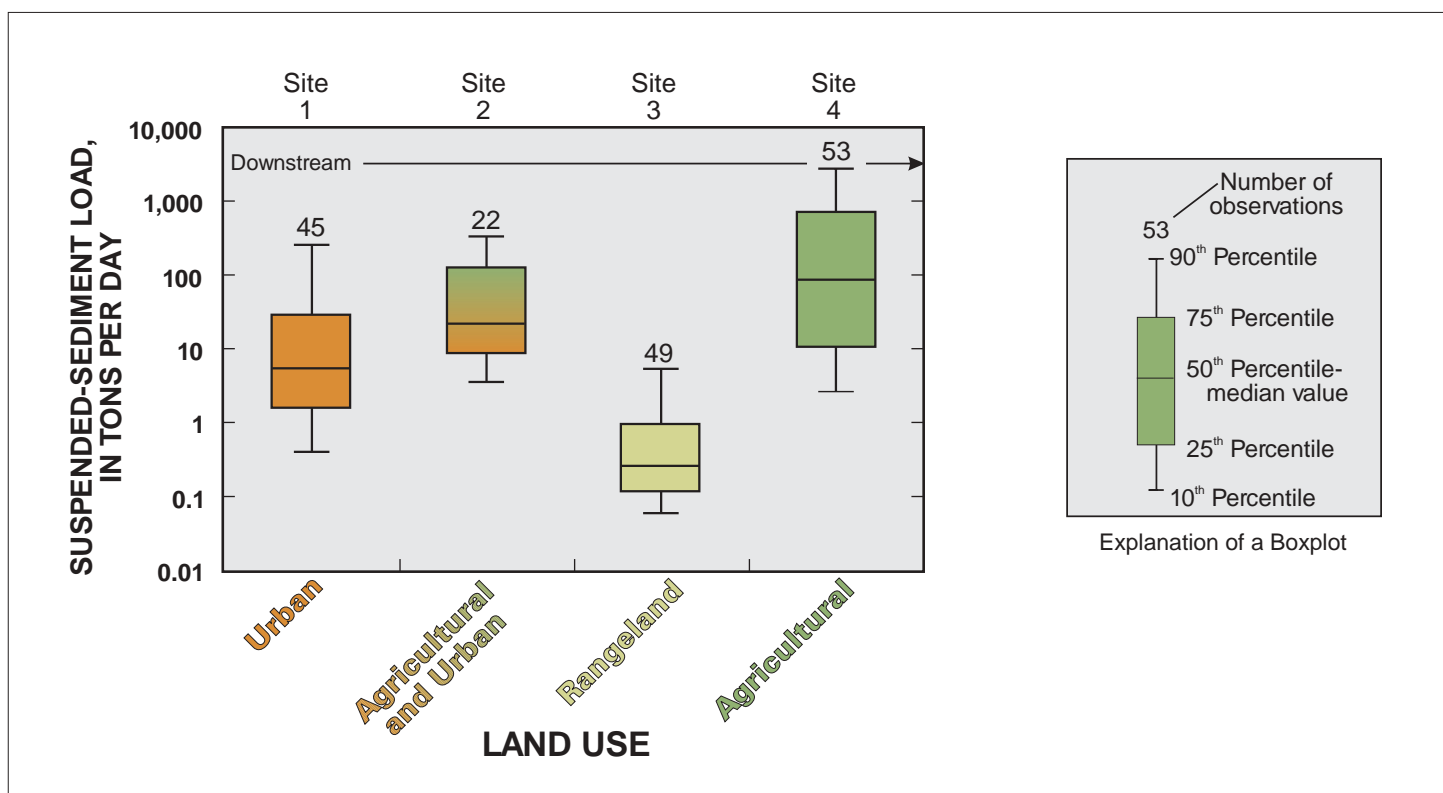 Site
1
Site
2
Site
3
Site
4
SUSPENDED-SEDIMENT LOAD,
IN TONS PER DAY
10,000
1,000
100
10
1
0.1
0.01
Downstream
45
22
49
53
Urban
Agricultural
and Urban
Rangeland
Agricultural
LAND USE
Number of
observations
53
90th Percentile
75th Percentile
50th Percentile-
median value
25th Percentile
10th Percentile
Explanation of a Boxplot